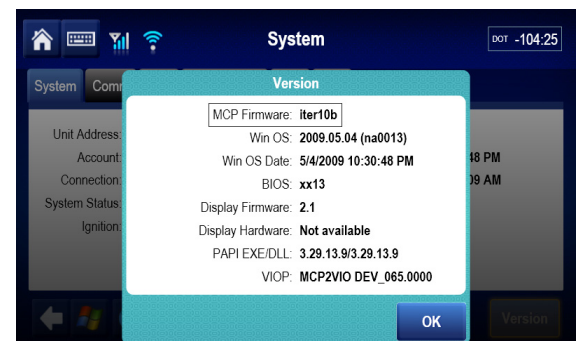 System
DOT -104:25
System Comm
Version
MCP Firmware: iter10b
Unit Address:
Win OS: 2009.05.04 (na0013)
Account:
Win OS Date: 5/4/2009 10:30:48 PM
48 PM
Connection:
BIOS: xx13
09 AM
System Status:
Display Firmware: 2.1
Ignition:
Display Hardware: Not available
PAPI EXE/DLL: 3.29.13.9/3.29.13.9
VIOP: MCP2VIO DEV_065.0000
OK
Version